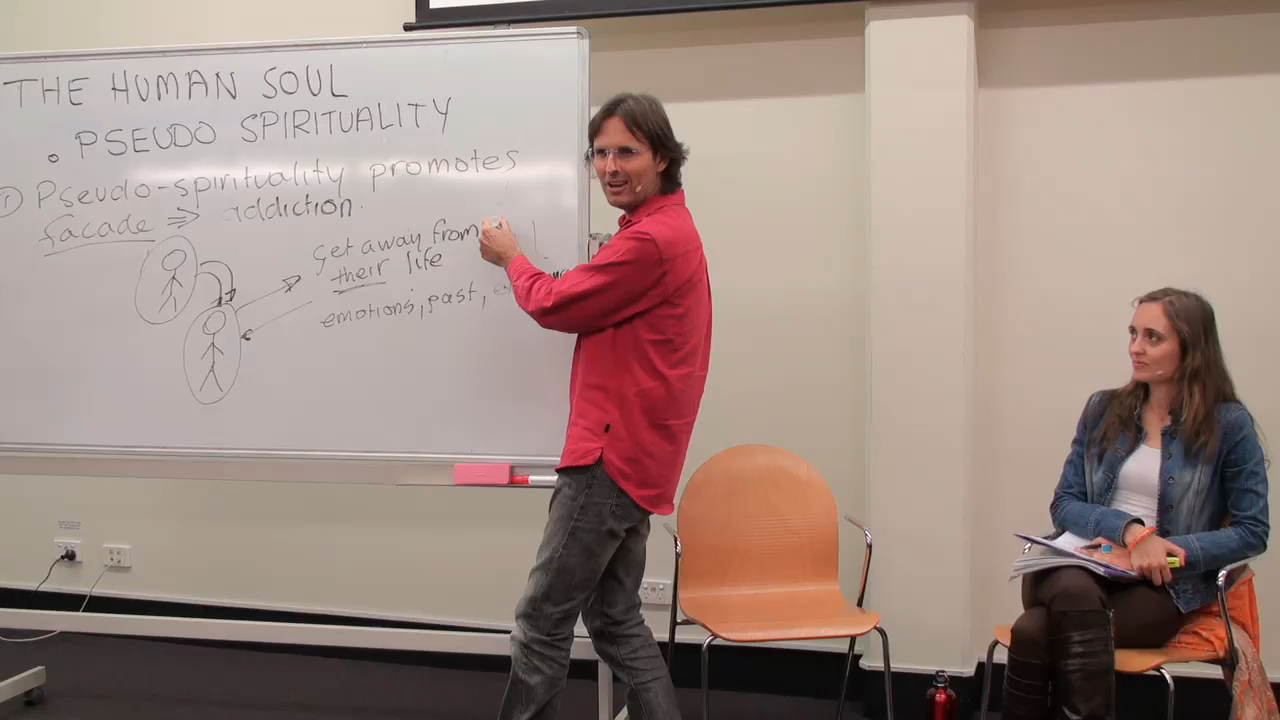 THE HUMAN SOUL
• PSEUDO SPIRITUALITY
① Pseudo-spirituality promotes
facade => addiction.
get away from
their life
emotions, past,